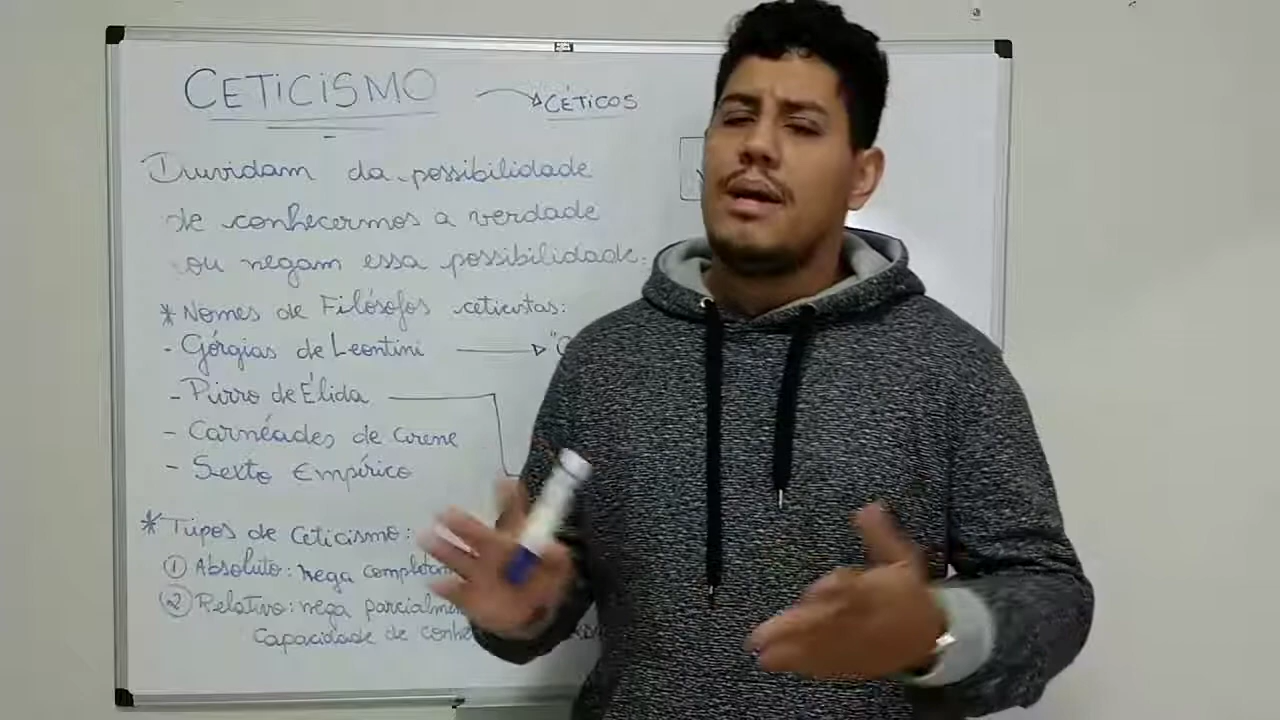 CETICISMO → CÉTICOS
Duvidam da possibilidade
de conhecermos a verdade
ou negam essa possibilidade.
* Nomes de Filósofos ceticistas:
- Górgias de Leontini
- Pirro de Élida
- Carnéades de Cirene
- Sexto Empírico
* Tipos de Ceticismo:
① Absoluto: nega
② Relativo: nega
Capacidade de